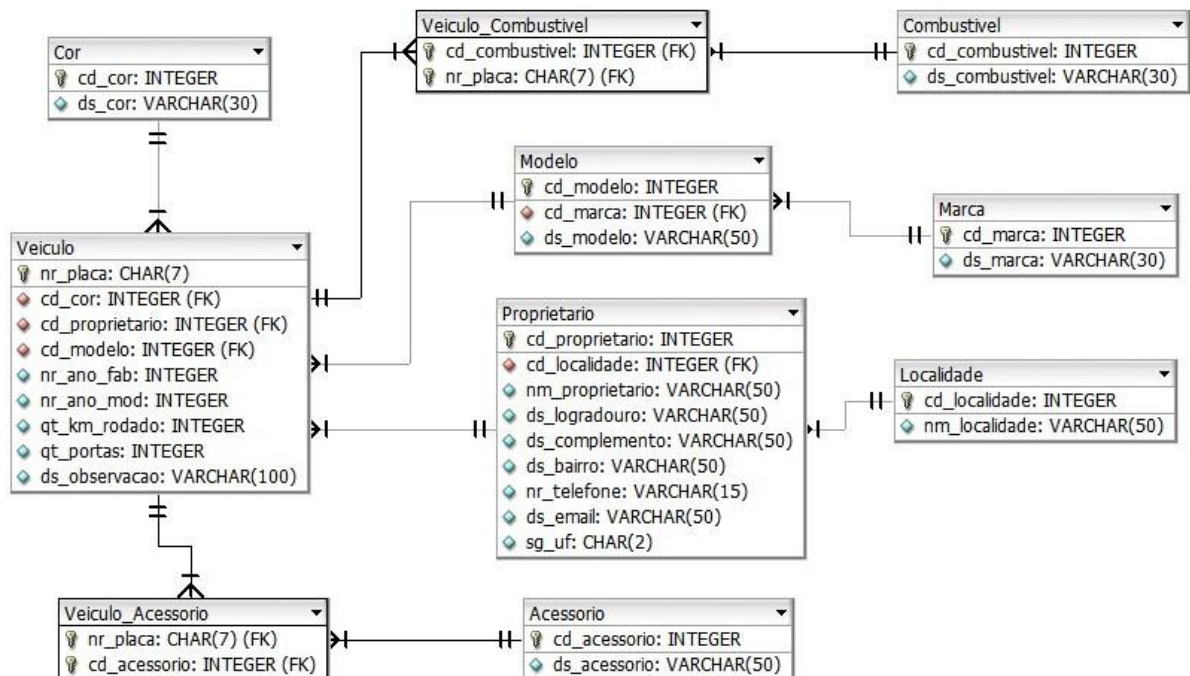 Cor
cd_cor: INTEGER
ds_cor: VARCHAR(30)
Veiculo_Combustivel
cd_combustivel: INTEGER (FK)
nr_placa: CHAR(7) (FK)
Combustivel
cd_combustivel: INTEGER
ds_combustivel: VARCHAR(30)
Modelo
cd_modelo: INTEGER
cd_marca: INTEGER (FK)
ds_modelo: VARCHAR(50)
Marca
cd_marca: INTEGER
ds_marca: VARCHAR(30)
Veiculo
nr_placa: CHAR(7)
cd_cor: INTEGER (FK)
cd_proprietario: INTEGER (FK)
cd_modelo: INTEGER (FK)
nr_ano_fab: INTEGER
nr_ano_mod: INTEGER
qt_km_rodado: INTEGER
qt_portas: INTEGER
ds_observacao: VARCHAR(100)
Proprietario
cd_proprietario: INTEGER
cd_localidade: INTEGER (FK)
nm_proprietario: VARCHAR(50)
ds_logradouro: VARCHAR(50)
ds_complemento: VARCHAR(50)
ds_bairro: VARCHAR(50)
nr_telefone: VARCHAR(15)
ds_email: VARCHAR(50)
sg_uf: CHAR(2)
Localidade
cd_localidade: INTEGER
nm_localidade: VARCHAR(50)
Veiculo_Acessorio
nr_placa: CHAR(7) (FK)
cd_acessorio: INTEGER (FK)
Acessorio
cd_acessorio: INTEGER
ds_acessorio: VARCHAR(50)